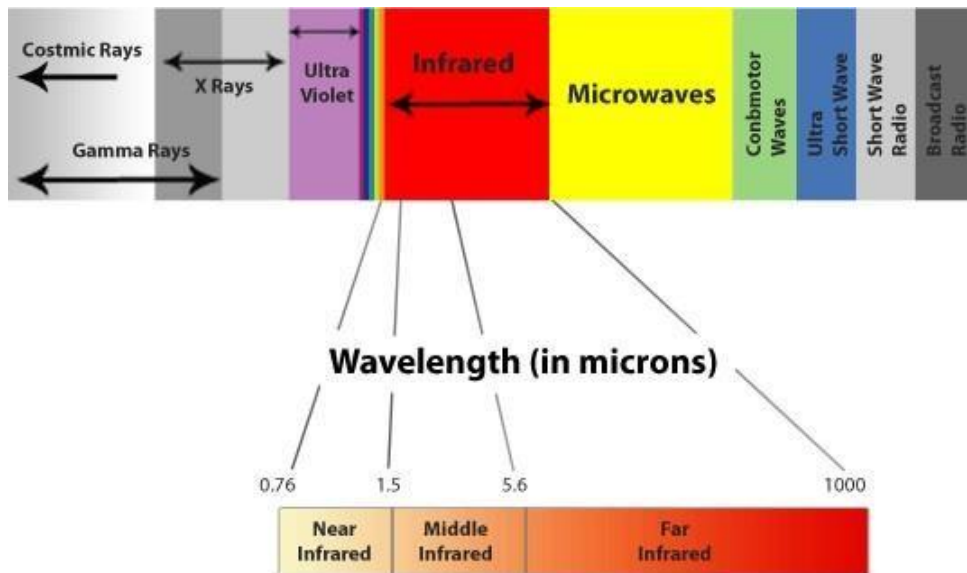 Costmic Rays
X Rays
Gamma Rays
Ultra
Violet
Infrared
Microwaves
Conbmotor
Waves
Ultra
Short Wave
Short Wave
Radio
Broadcast
Radio
Wavelength (in microns)
0.76
1.5
5.6
1000
Near
Infrared
Middle
Infrared
Far
Infrared